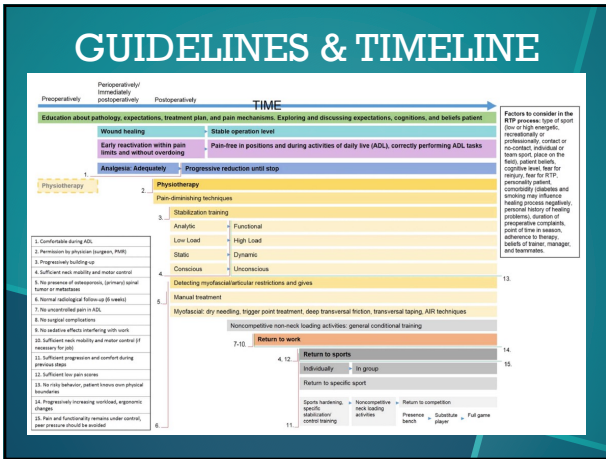 GUIDELINES & TIMELINE
Preoperatively
Perioperatively/
Immediately
postoperatively
Postoperatively
TIME
Education about pathology, expectations, treatment plan, and pain mechanisms. Exploring and discussing expectations, cognitions, and beliefs patient
Wound healing
Stable operation level
Early reactivation within pain
limits and without overdoing
Pain-free in positions and during activities of daily live (ADL), correctly performing ADL tasks
Analgesia: Adequately
Progressive reduction until stop
1.
Physiotherapy
2.
Physiotherapy
Pain-diminishing techniques
3.
Stabilization training
Analytic
Functional
Low Load
High Load
Static
Dynamic
Conscious
Unconscious
4.
13.
Detecting myofascial/articular restrictions and gives
5.
Manual treatment
Myofascial: dry needling, trigger point treatment, deep transversal friction, transversal taping, AIR techniques
Noncompetitive non-neck loading activities: general conditional training
7-10.
Return to work
14.
4, 12.
Return to sports
15.
Individually
In group
Return to specific sport
Sports hardening,
specific
stabilization/
control training
Noncompetitive
neck loading
activities
Return to competition
Presence
bench
Substitute
player
Full game
6.
11.
Factors to consider in the
RTP process: type of sport
(low or high energetic,
recreationally or
professionally, contact or
no-contact, individual or
team sport, place on the
field), patient beliefs,
cognitive level, fear for
reinjury, fear for RTP,
personality patient,
comorbidity (diabetes and
smoking may influence
healing process negatively,
personal history of healing
problems), duration of
preoperative complaints,
point of time in season,
adherence to therapy,
beliefs of trainer, manager,
and teammates.
1. Comfortable during ADL
2. Permission by physician (surgeon, PMR)
3. Progressively building-up
4. Sufficient neck mobility and motor control
5. No presence of osteoporosis, (primary) spinal
tumor or metastases
6. Normal radiological follow-up (6 weeks)
7. No uncontrolled pain in ADL
8. No surgical complications
9. No sedative effects interfering with work
10. Sufficient neck mobility and motor control (if
necessary for job)
11. Sufficient progression and comfort during
previous steps
12. Sufficient low pain scores
13. No risky behavior, patient knows own physical
boundaries
14. Progressively increasing workload, ergonomic
changes
15. Pain and functionality remains under control,
peer pressure should be avoided